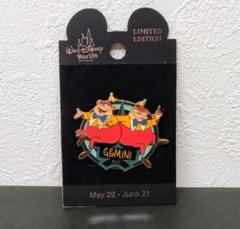 LIMITED
EDITION
Walt Disney
World
GEMINI
May 22 - June 21